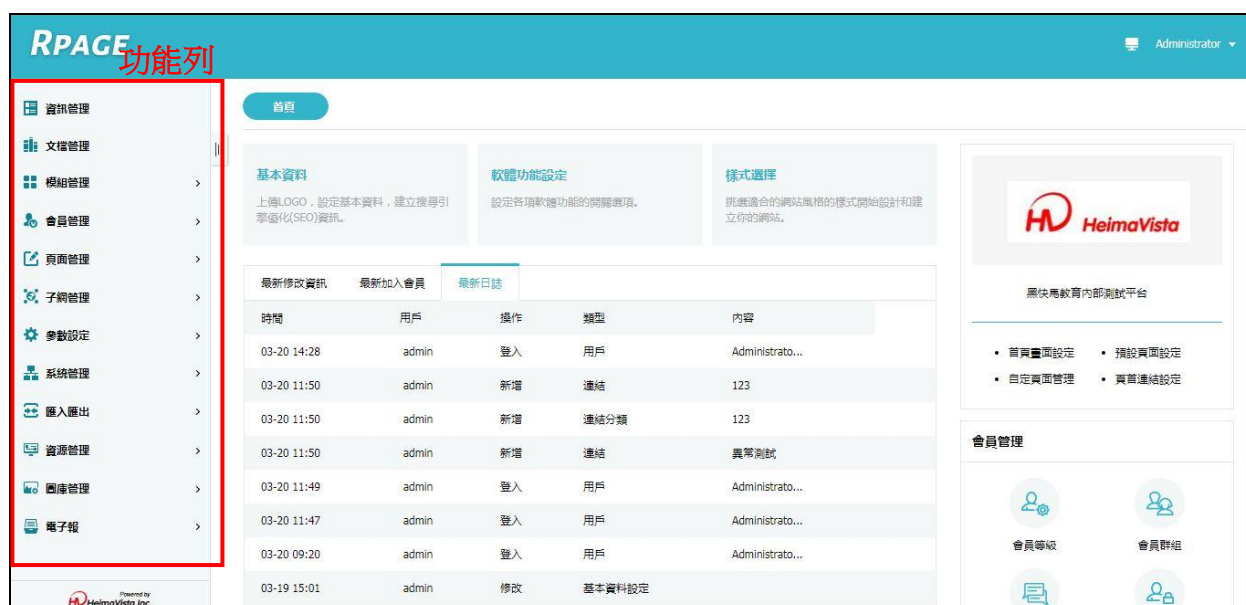 RPAGE
功能列
Administrator
資訊管理
文檔管理
模組管理
會員管理
頁面管理
子網管理
參數設定
系統管理
匯入匯出
資源管理
圖庫管理
電子報
Powered by
HeimaVista Inc
首頁
基本資料
上傳LOGO，設定基本資料，建立搜尋引
擎優化(SEO)資訊。
軟體功能設定
設定各項軟體功能的開關選項。
樣式選擇
挑選適合的網站風格的樣式開始設計和建
立你的網站。
最新修改資訊 最新加入會員 最新日誌
時間 用戶 操作 類型 內容
03-20 14:28 admin 登入 用戶 Administrato...
03-20 11:50 admin 新增 連結 123
03-20 11:50 admin 新增 連結分類 123
03-20 11:50 admin 新增 連結 異常測試
03-20 11:49 admin 登入 用戶 Administrato...
03-20 11:47 admin 登入 用戶 Administrato...
03-20 09:20 admin 登入 用戶 Administrato...
03-19 15:01 admin 修改 基本資料設定
HeimaVista
黑快馬教育內部測試平台
• 首頁畫面設定 • 預設頁面設定
• 自定頁面管理 • 頁首連結設定
會員管理
會員等級 會員群組